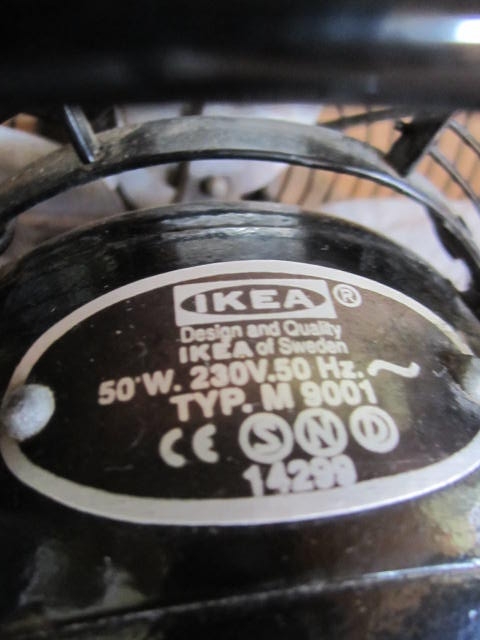 IKEA®
Design and Quality
IKEA of Sweden
50 W. 230V.50 Hz.~
TYP. M 9001
CE S N D
14299